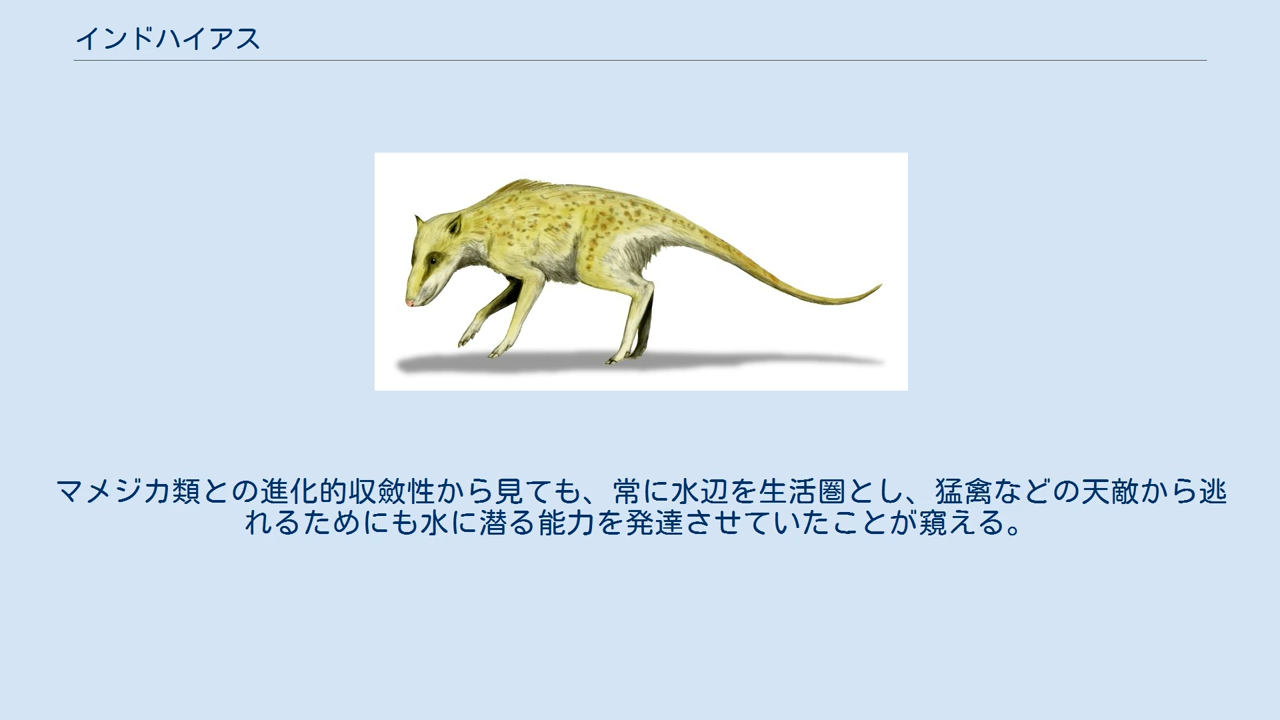 インドハイアス
マメジカ類との進化的収斂性から見ても、常に水辺を生活圏とし、猛禽などの天敵から逃
れるためにも水に潜る能力を発達させていたことが窺える。